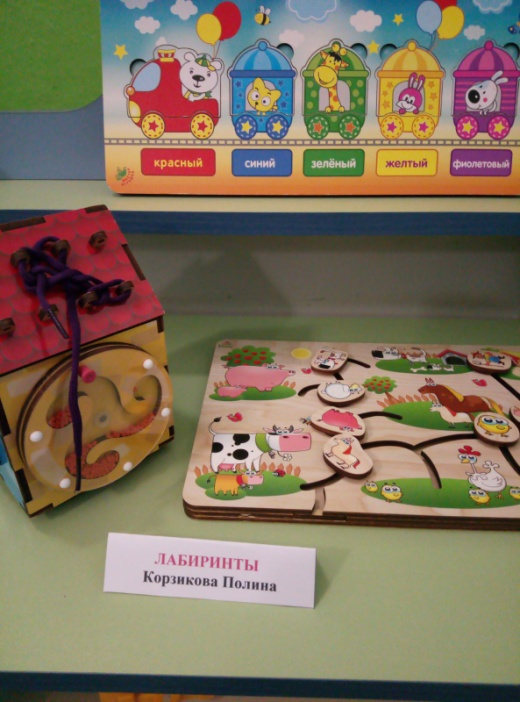 красный
синий
зелёный
желтый
фиолетовый
ЛАБИРИНТЫ
Корзикова Полина